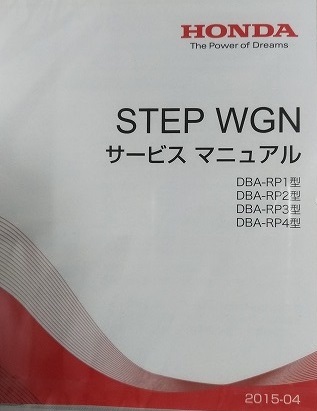 HONDA
The Power of Dreams
STEP WGN
サービス マニュアル
DBA-RP1型
DBA-RP2型
DBA-RP3型
DBA-RP4型
2015-04